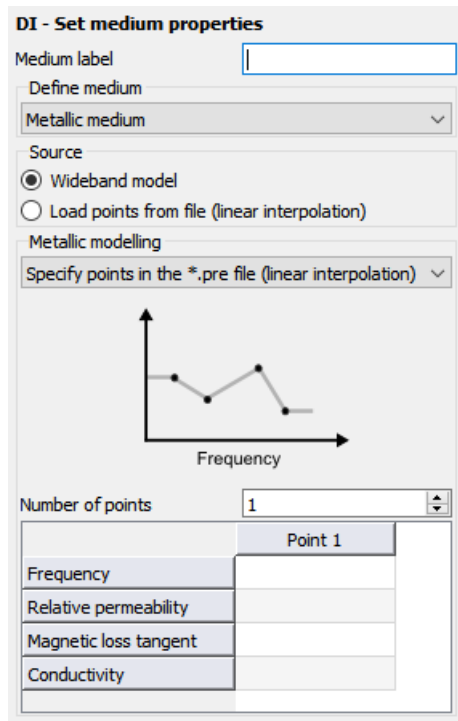 DI - Set medium properties
Medium label
Define medium
Metallic medium
Source
Wideband model
Load points from file (linear interpolation)
Metallic modelling
Specify points in the *.pre file (linear interpolation)
Frequency
Number of points 1
Point 1
Frequency
Relative permeability
Magnetic loss tangent
Conductivity